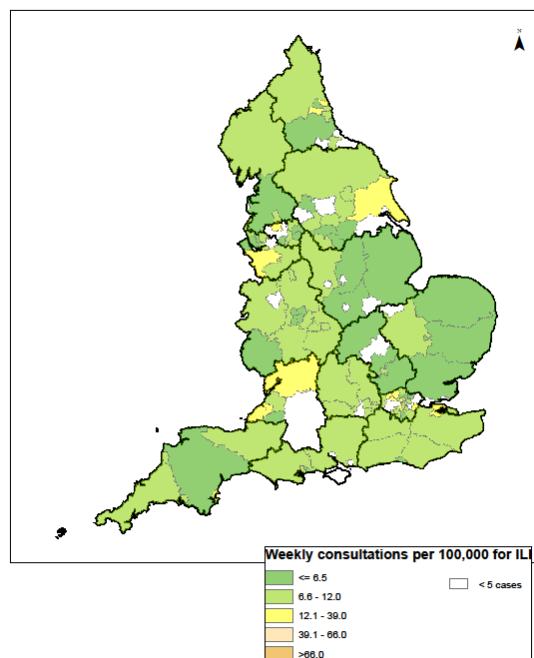 N
Weekly consultations per 100,000 for ILI
<= 6.5
< 5 cases
6.6 - 12.0
12.1 - 39.0
39.1 - 66.0
>66.0